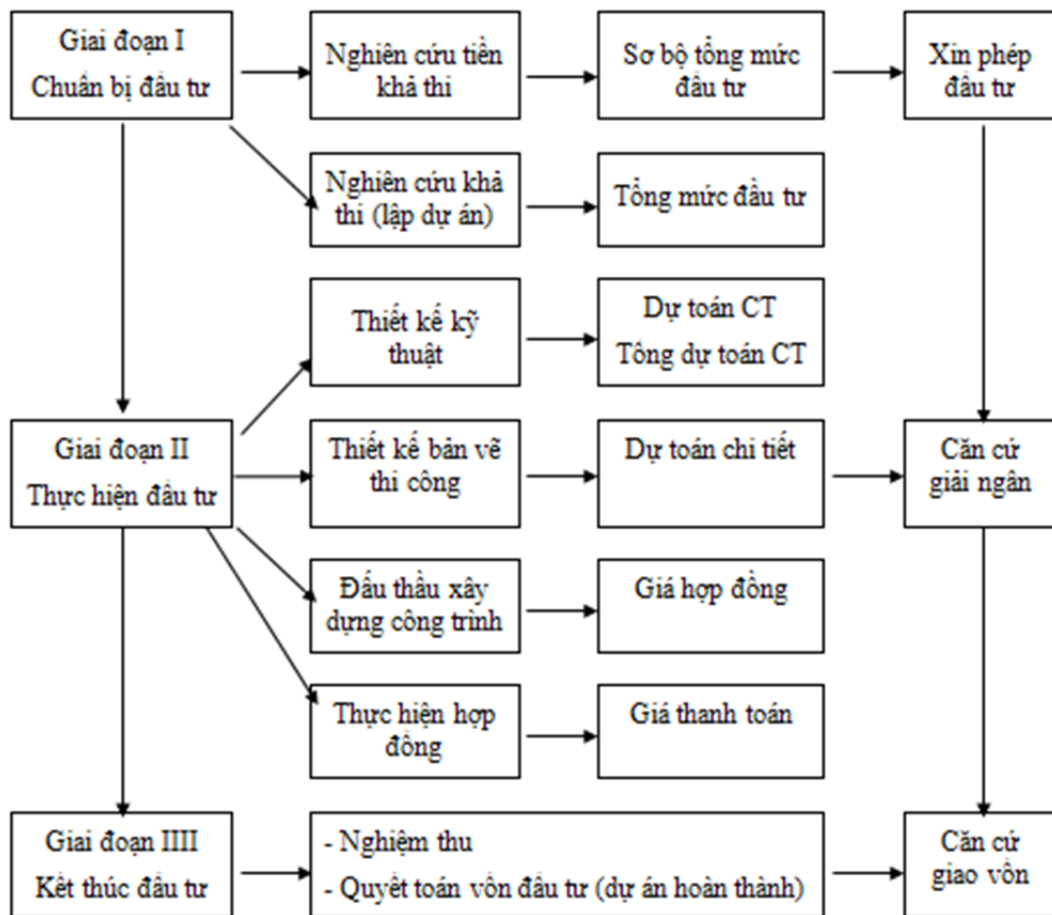 Giai đoạn I
Chuẩn bị đầu tư
Nghiên cứu tiền
khả thi
Sơ bộ tổng mức
đầu tư
Xin phép
đầu tư
Nghiên cứu khả
thi (lập dự án)
Tổng mức đầu tư
Thiết kế kỹ
thuật
Dự toán CT
Tổng dự toán CT
Giai đoạn II
Thực hiện đầu tư
Thiết kế bản vẽ
thi công
Dự toán chi tiết
Căn cứ
giải ngân
Đấu thầu xây
dựng công trình
Giá hợp đồng
Thực hiện hợp
đồng
Giá thanh toán
Giai đoạn IIII
Kết thúc đầu tư
- Nghiệm thu
- Quyết toán vốn đầu tư (dự án hoàn thành)
Căn cứ
giao vốn